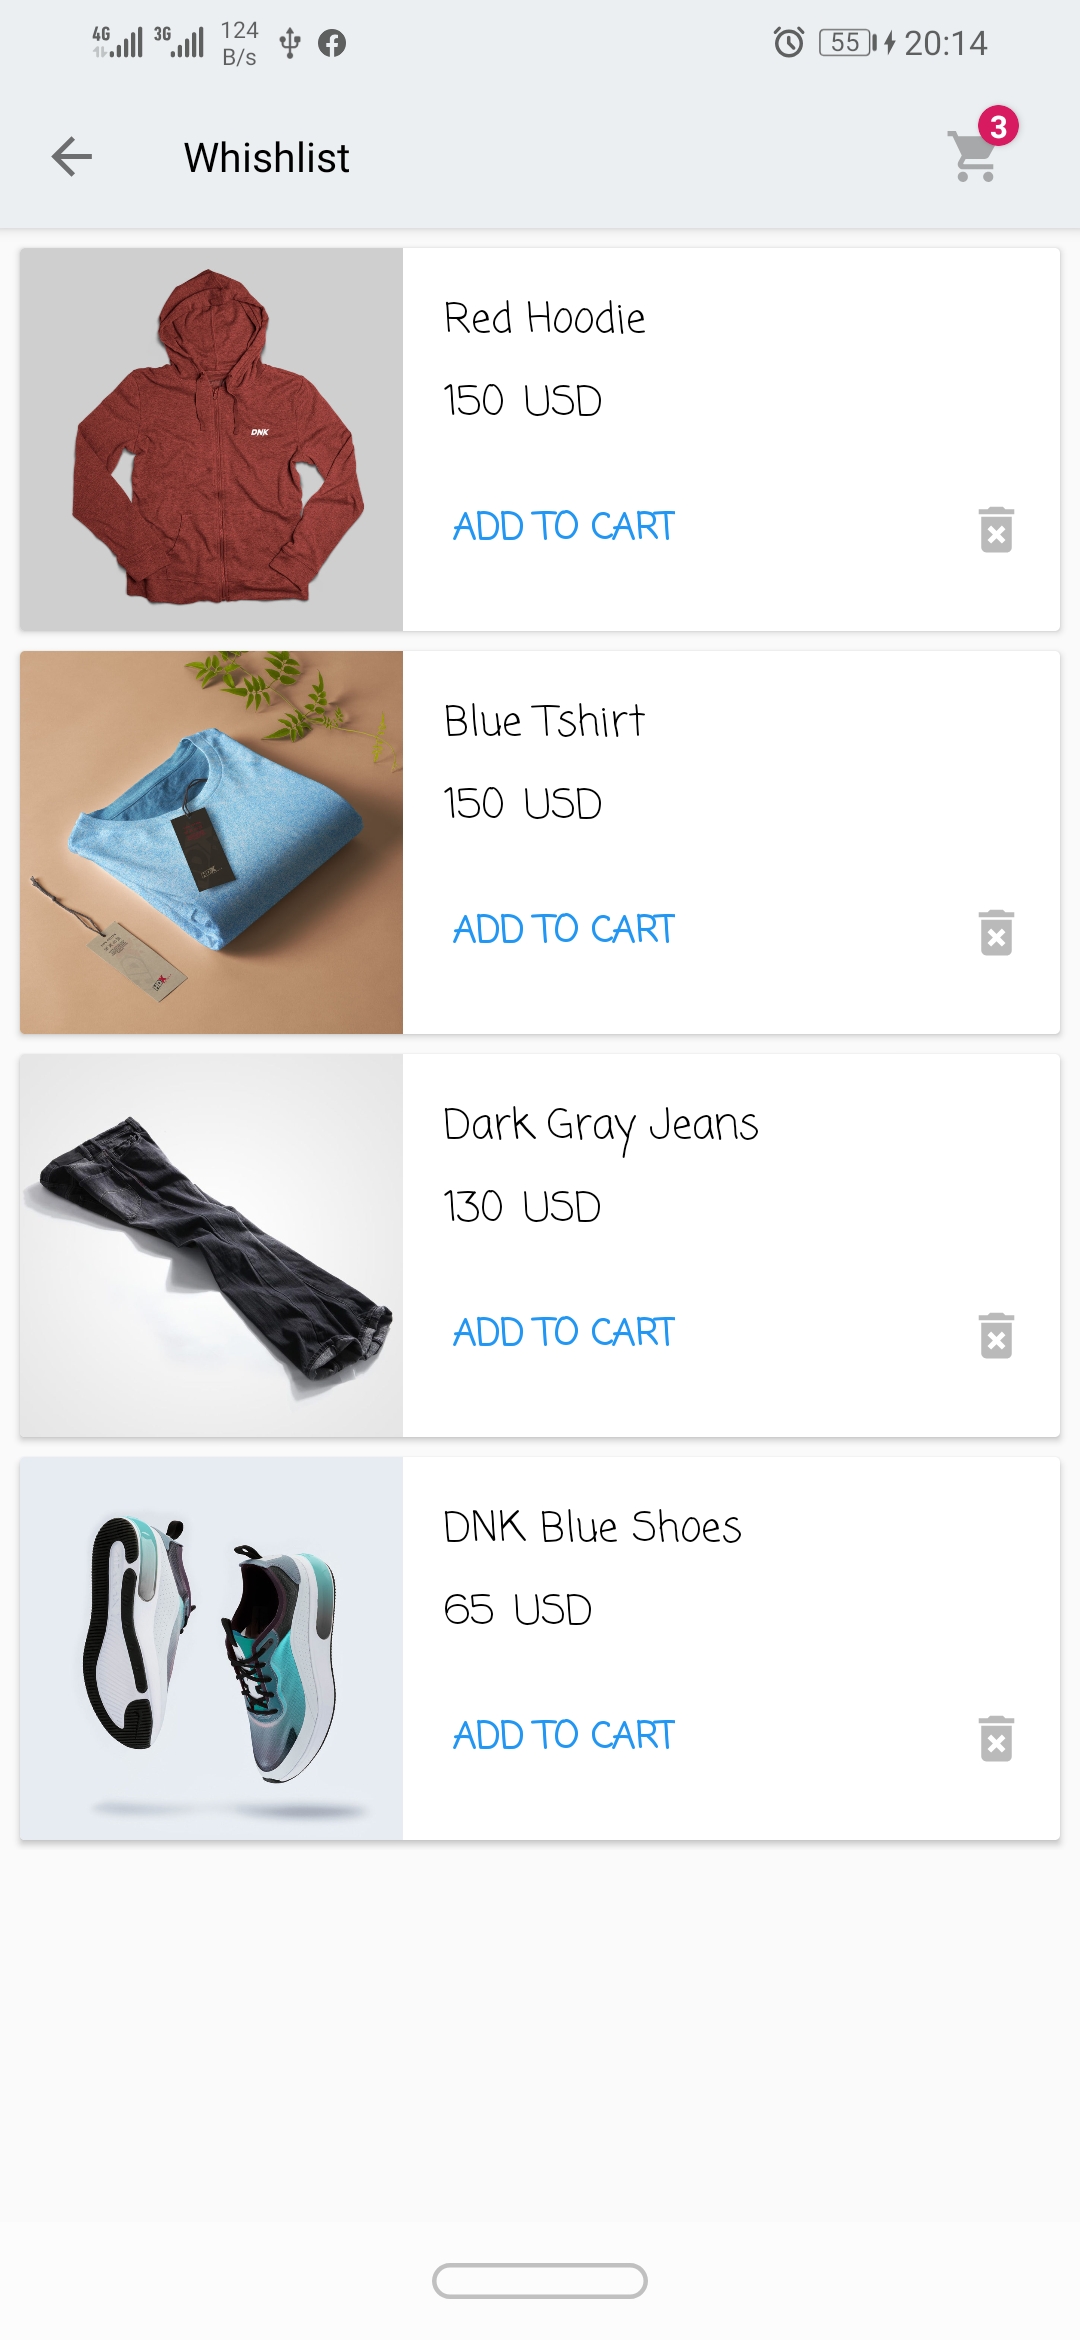 4G 3G 124 B/s 55 20:14
Whishlist 3
DNK
Red Hoodie
150 USD
ADD TO CART
Blue Tshirt
150 USD
ADD TO CART
Dark Gray Jeans
130 USD
ADD TO CART
DNK Blue Shoes
65 USD
ADD TO CART